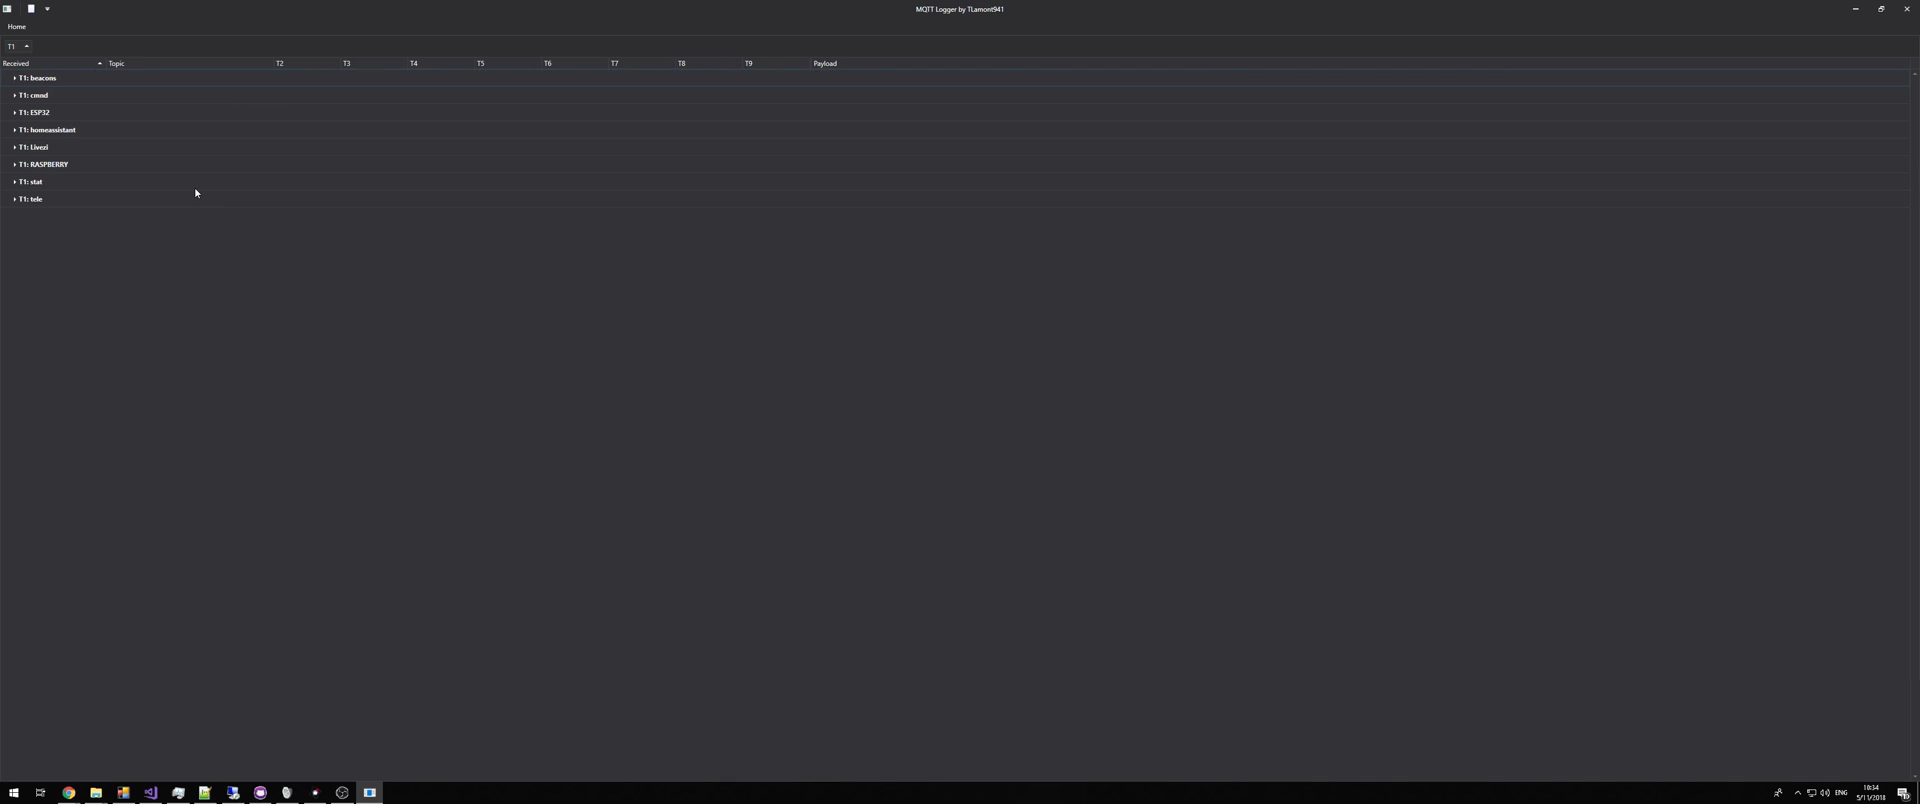 MQTT Logger by TLamont941
Home
T1
Received Topic T2 T3 T4 T5 T6 T7 T8 T9 Payload
T1: beacons
T1: cmnd
T1: ESP32
T1: homeassistant
T1: Livezi
T1: RASPBERRY
T1: stat
T1: tele
ENG
10:34
5/11/2018